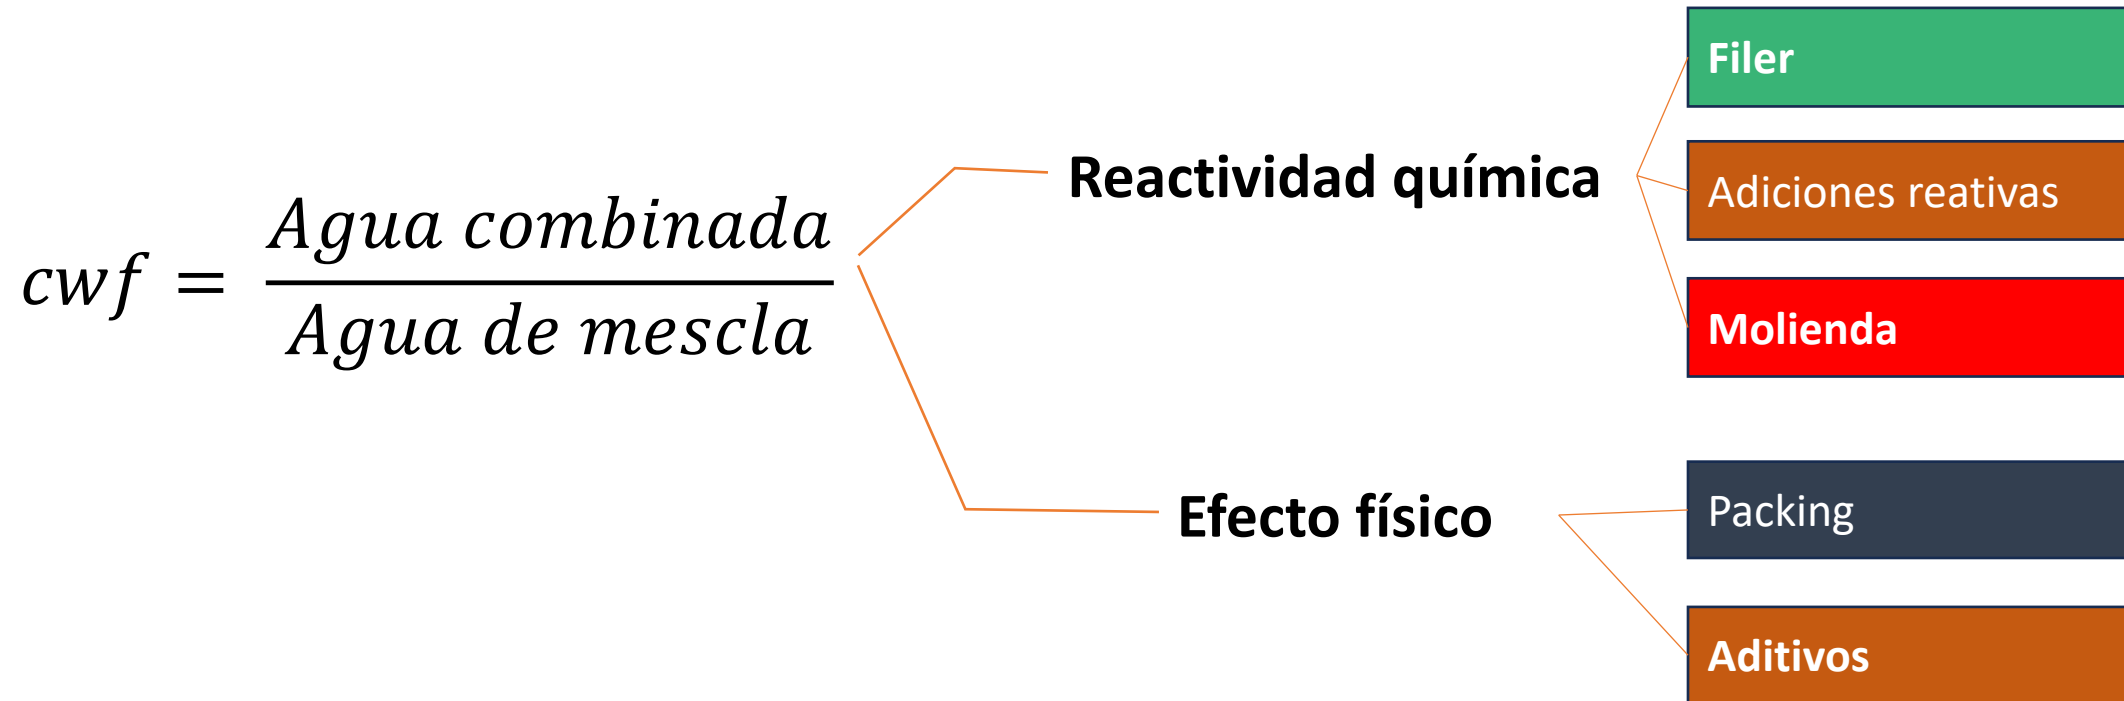 cwf = Agua combinada / Agua de mescla
Reactividad química
Filer
Adiciones reativas
Molienda
Efecto físico
Packing
Aditivos